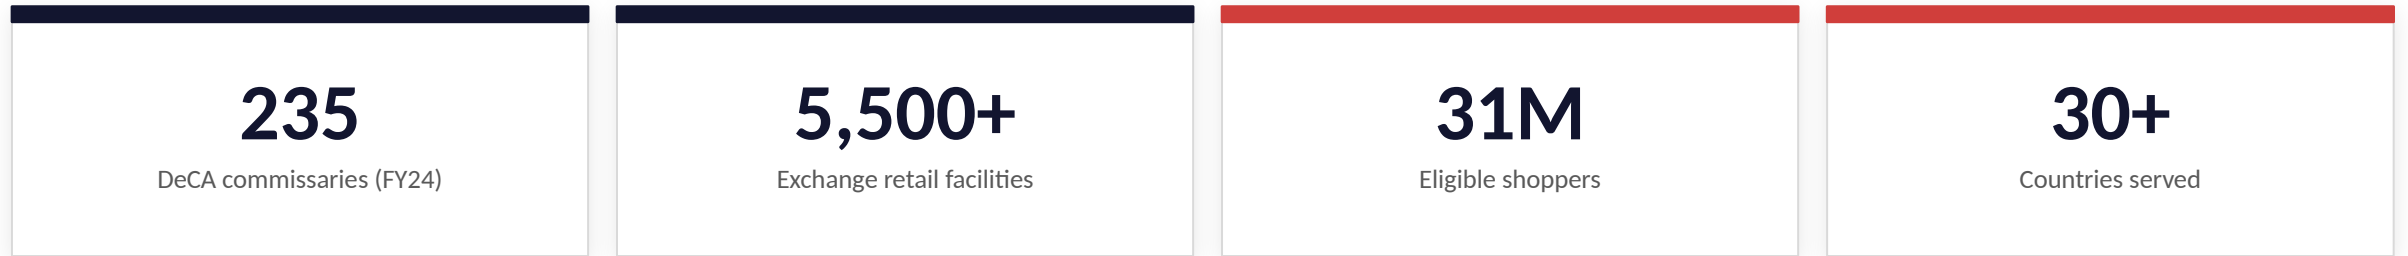 235
DeCA commissaries (FY24)
5,500+
Exchange retail facilities
31M
Eligible shoppers
30+
Countries served